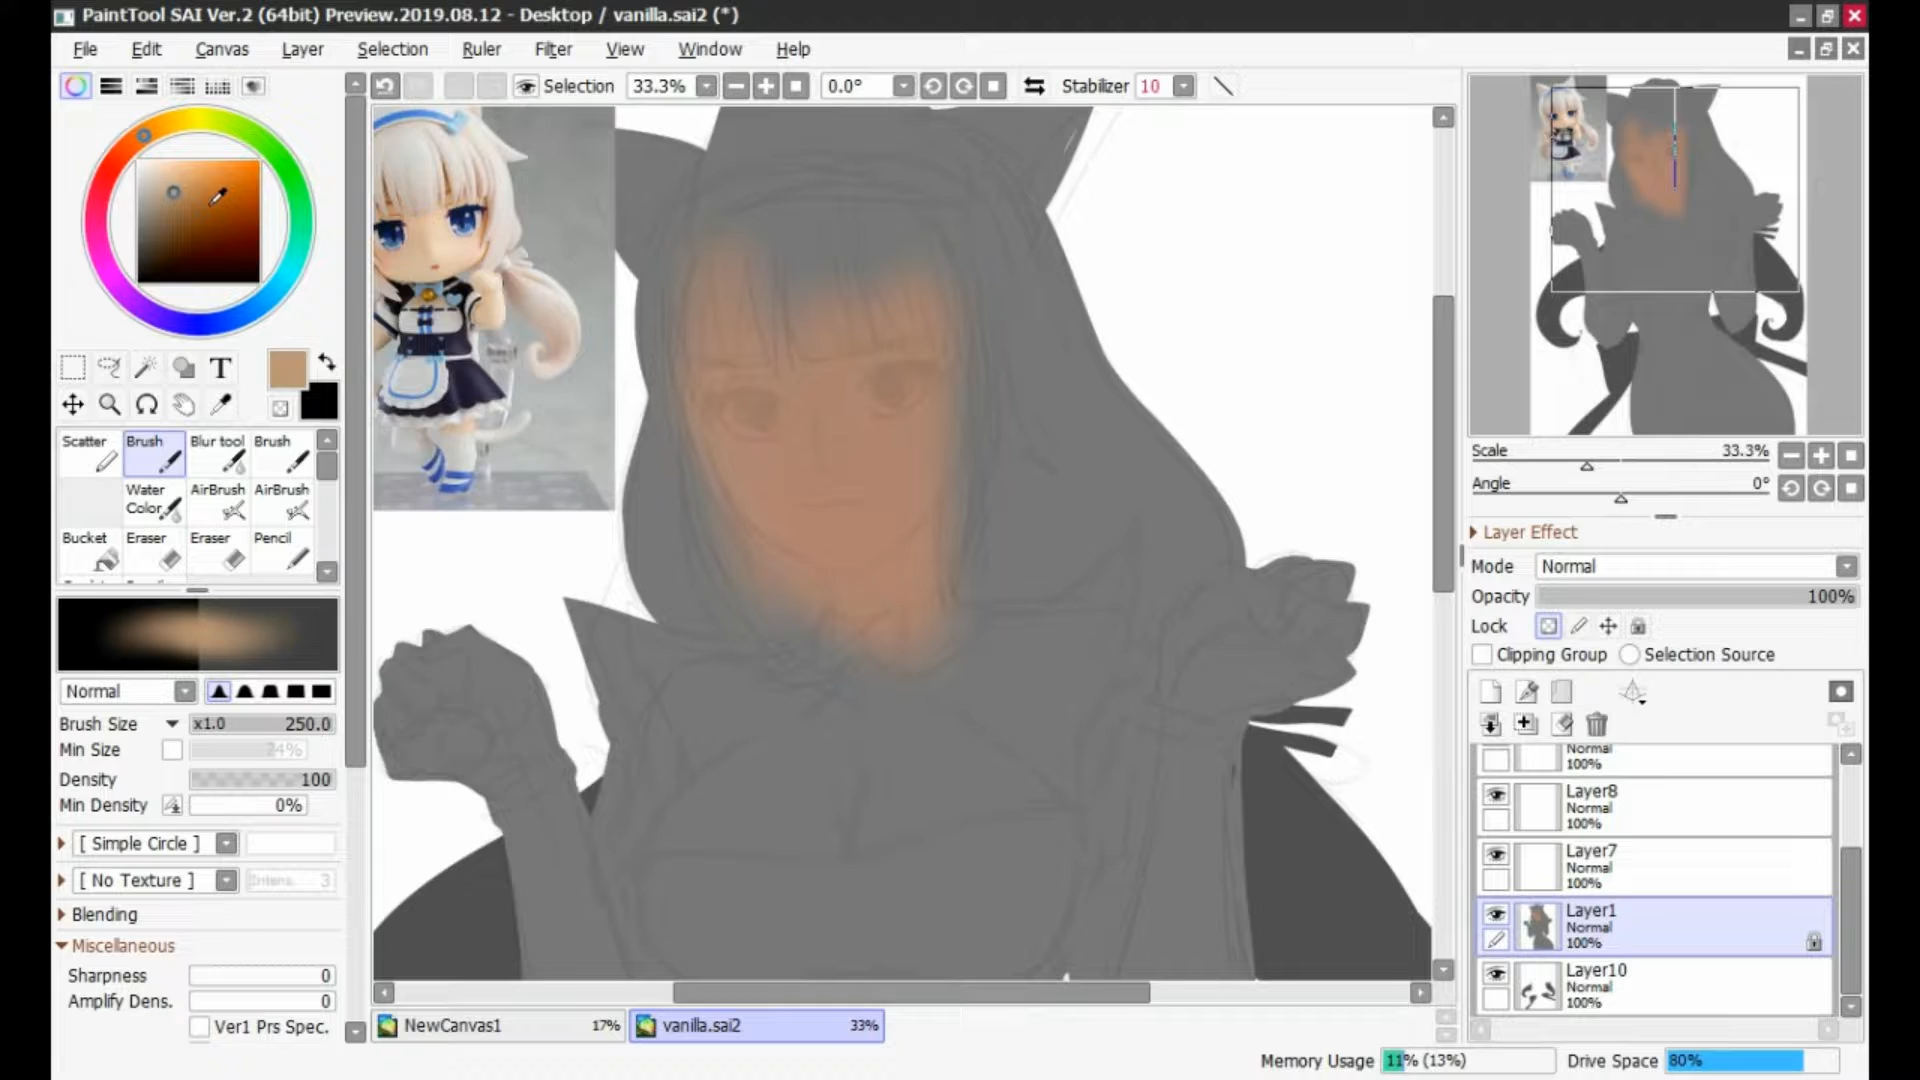 PaintTool SAI Ver.2 (64bit) Preview.2019.08.12 - Desktop / vanilla.sai2 (*)
File Edit Canvas Layer Selection Ruler Filter View Window Help
Selection 33.3% 0.0° Stabilizer 10
T
Scatter Brush Blur tool Brush
Water Color AirBrush AirBrush
Bucket Eraser Eraser Pencil
Normal
Brush Size x1.0 250.0
Min Size 74%
Density 100
Min Density 0%
[ Simple Circle ]
[ No Texture ] Intens. 3
Blending
Miscellaneous
Sharpness 0
Amplify Dens. 0
Ver1 Prs Spec.
NewCanvas1 17% vanilla.sai2 33%
Scale 33.3%
Angle 0°
Layer Effect
Mode Normal
Opacity 100%
Lock
Clipping Group Selection Source
Normal
100%
Layer8
Normal
100%
Layer7
Normal
100%
Layer1
Normal
100%
Layer10
Normal
100%
Memory Usage 11% (13%) Drive Space 80%